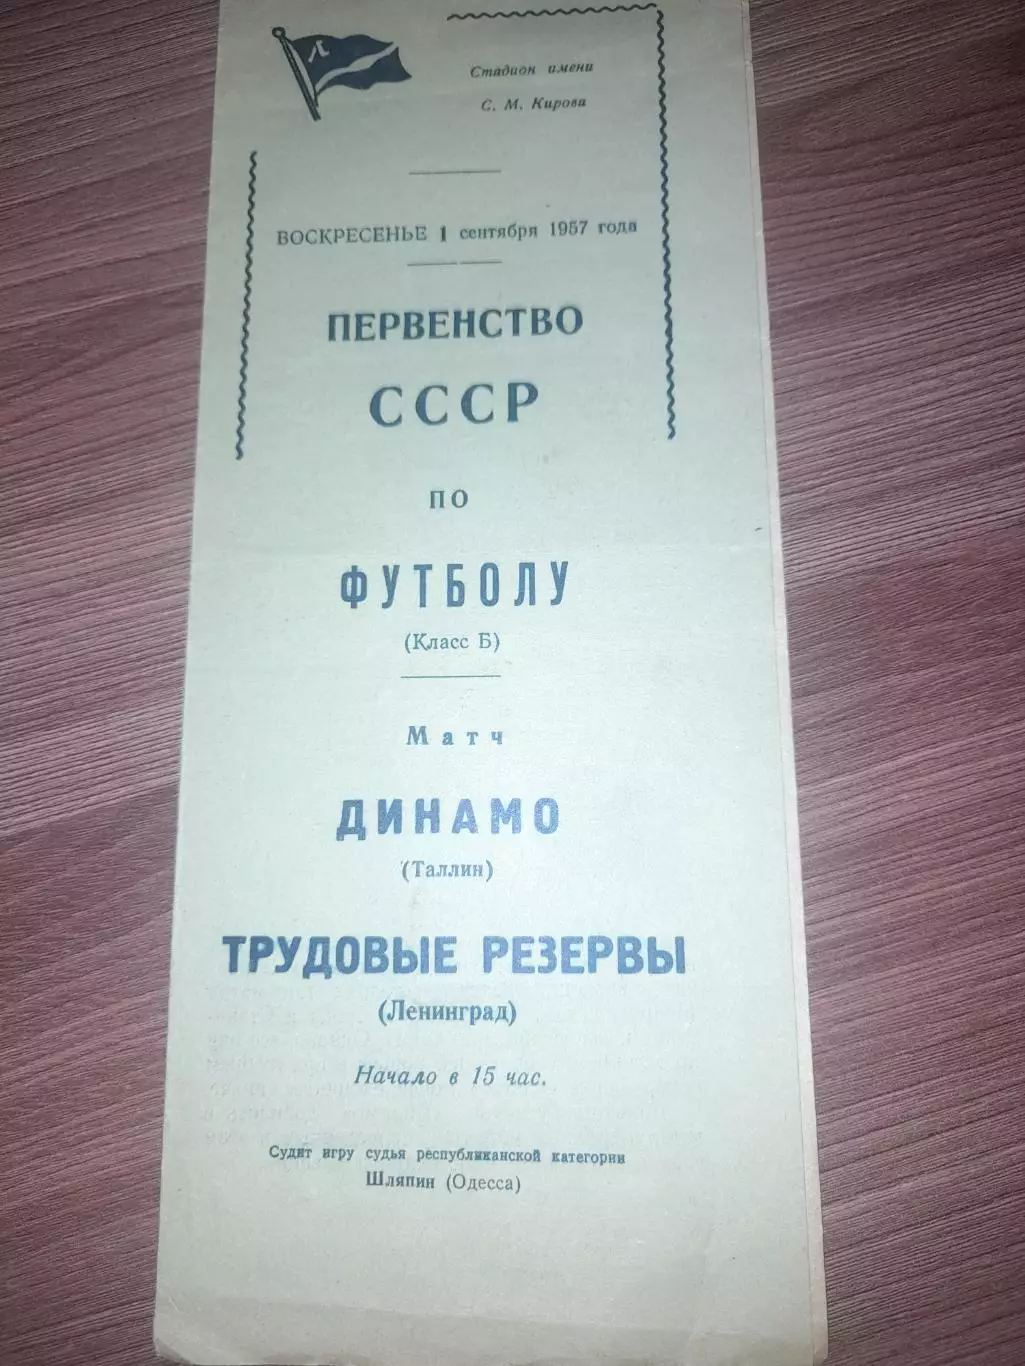 Л
Стадион имени
С. М. Кирова
ВОСКРЕСЕНЬЕ 1 сентября 1957 года
ПЕРВЕНСТВО
СССР
ПО
ФУТБОЛУ
(Класс Б)
Матч
ДИНАМО
(Таллин)
ТРУДОВЫЕ РЕЗЕРВЫ
(Ленинград)
Начало в 15 час.
Судит игру судья республиканской категории
Шляпин (Одесса)